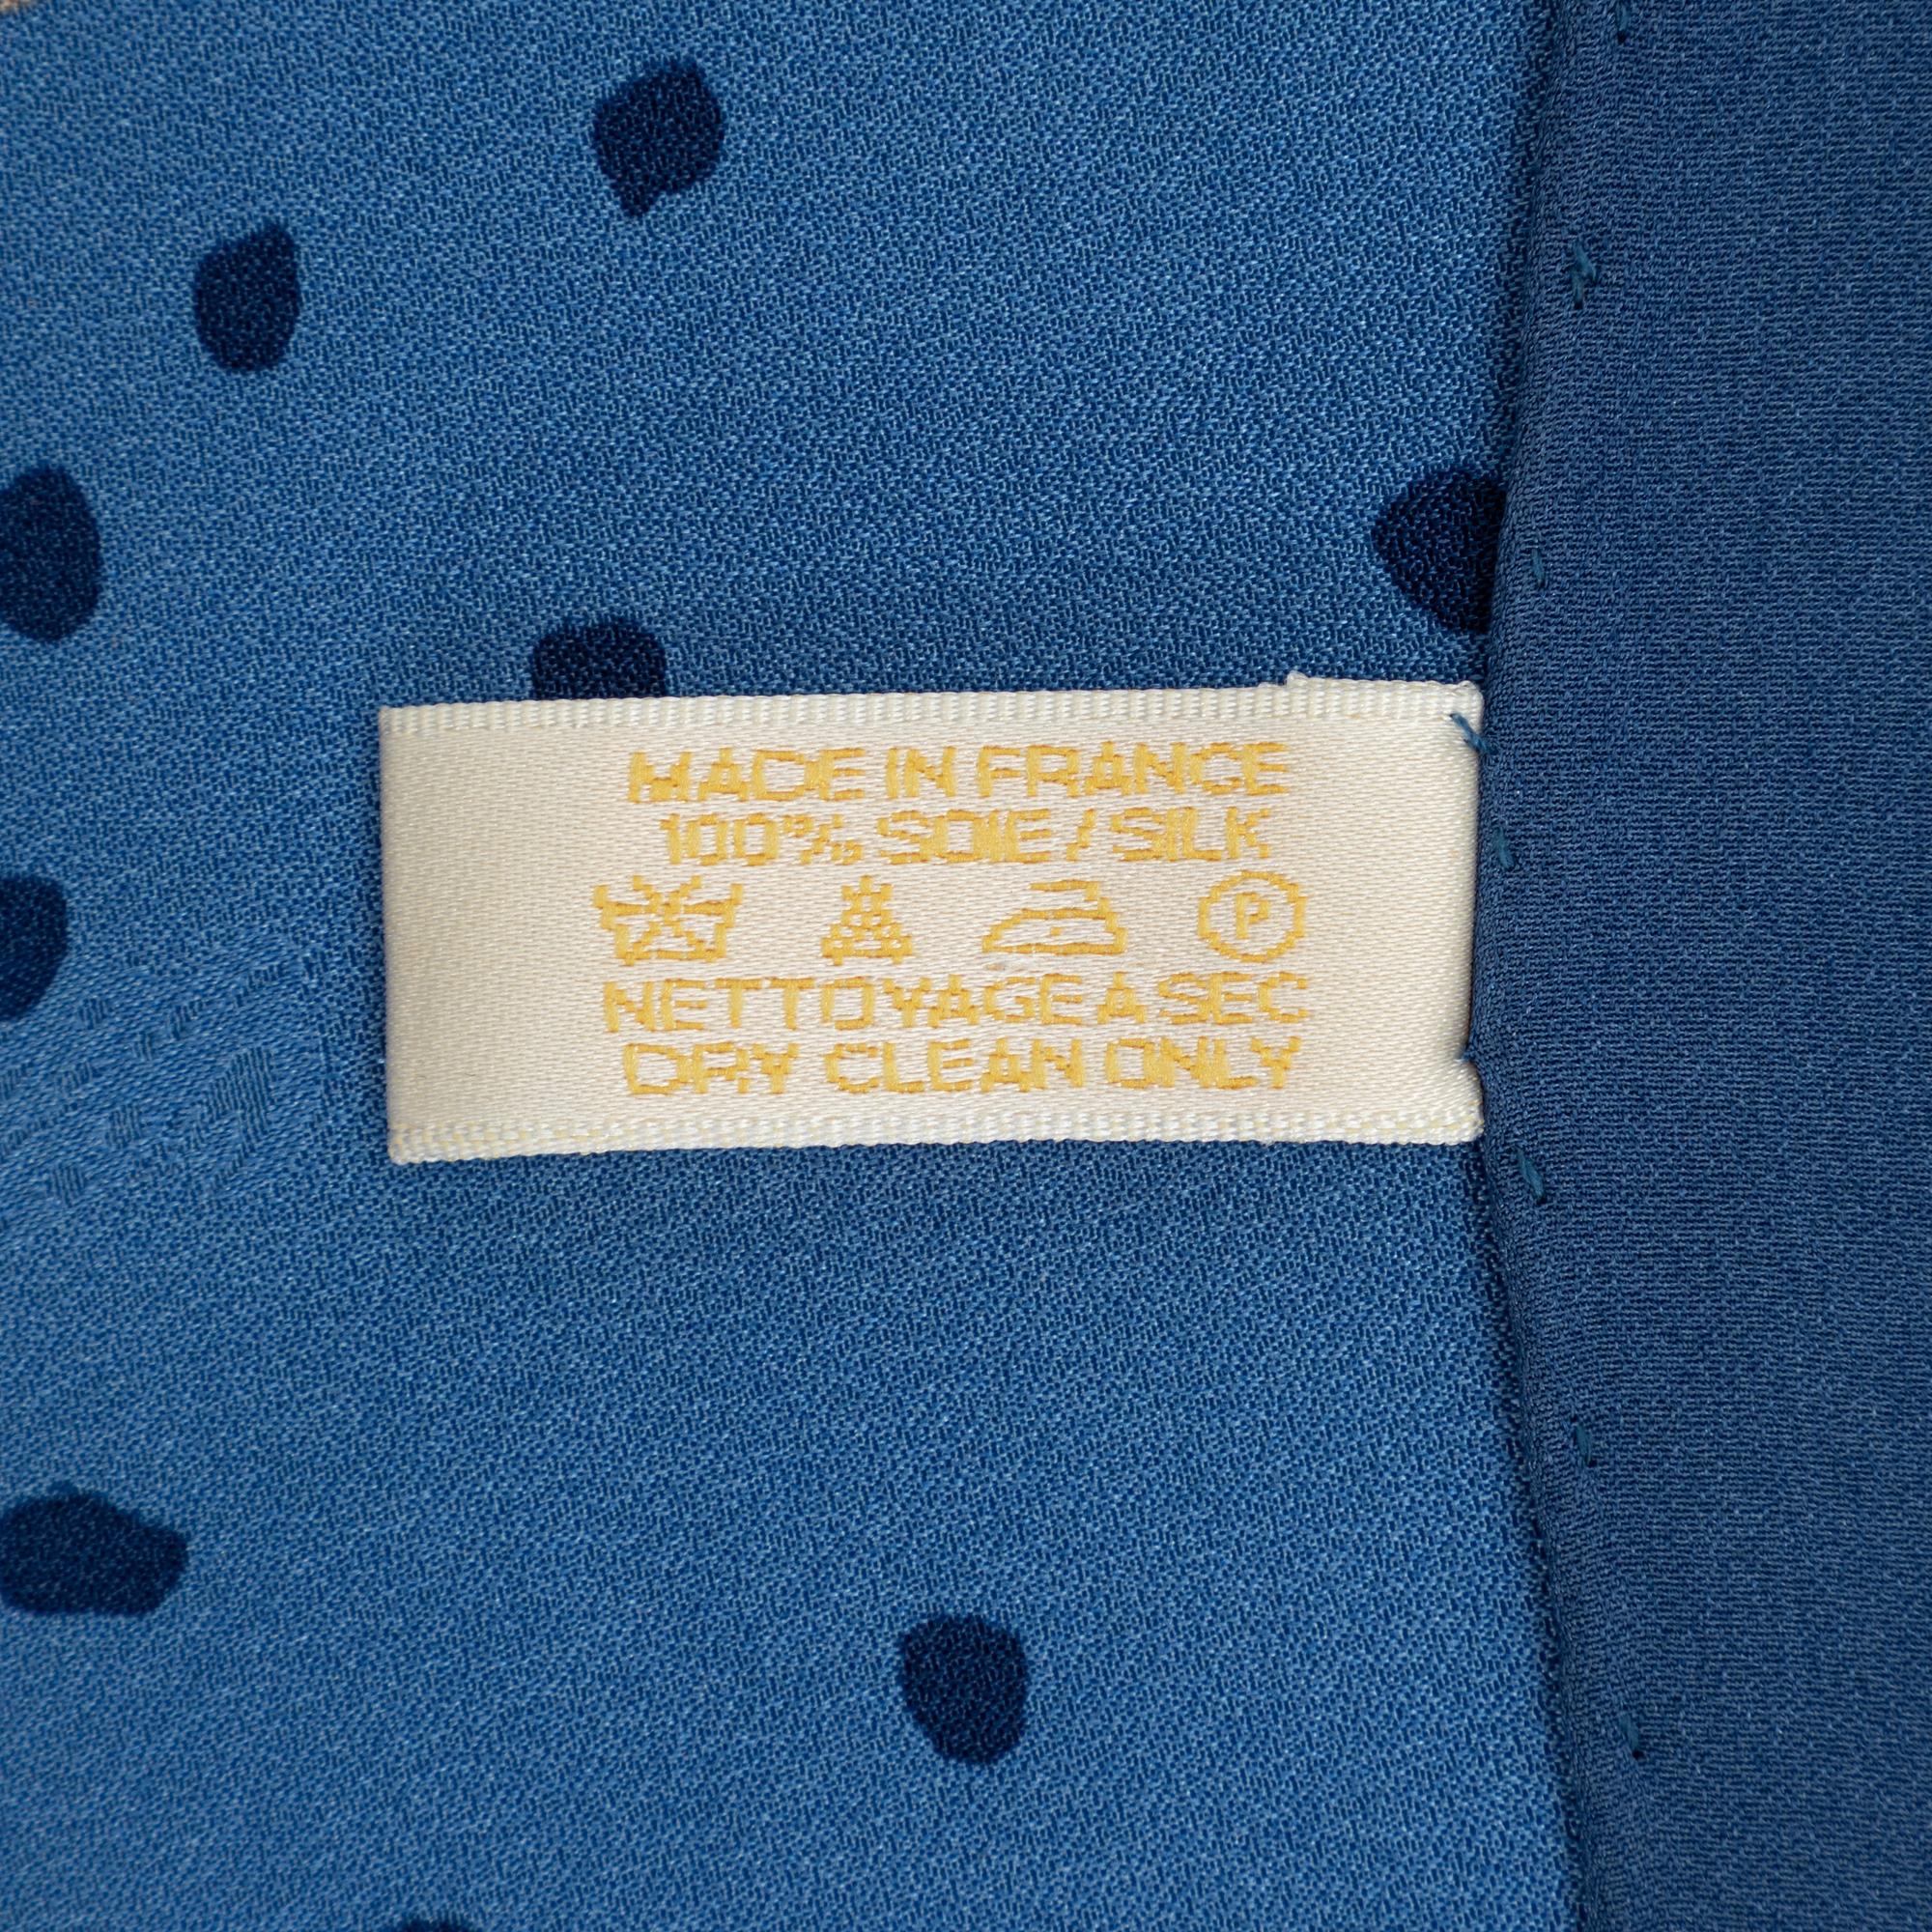 MADE IN FRANCE
100% SOIE / SILK
P
NETTOYAGE A SEC
DRY CLEAN ONLY